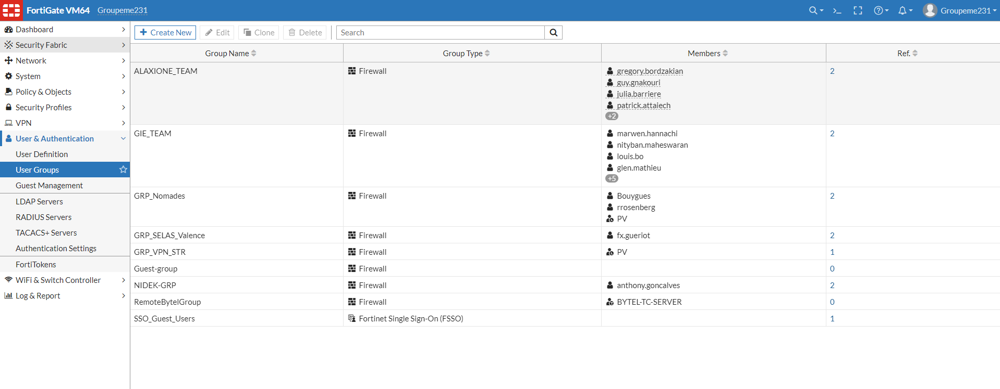 FortiGate VM64 Groupeme231
Groupeme231
Dashboard
Security Fabric
Network
System
Policy & Objects
Security Profiles
VPN
User & Authentication
User Definition
User Groups
Guest Management
LDAP Servers
RADIUS Servers
TACACS+ Servers
Authentication Settings
FortiTokens
WiFi & Switch Controller
Log & Report
Create New Edit Clone Delete Search
Group Name Group Type Members Ref.
ALAXIONE_TEAM Firewall gregory.bordzakian 2
guy.gnakouri
julia.barriere
patrick.attaiech
+2
GIE_TEAM Firewall marwen.hannachi 2
nityban.maheswaran
louis.bo
glen.mathieu
+5
GRP_Nomades Firewall Bouygues 2
rrosenberg
PV
GRP_SELAS_Valence Firewall fx.gueriot 2
GRP_VPN_STR Firewall PV 1
Guest-group Firewall 0
NIDEK-GRP Firewall anthony.goncalves 2
RemoteBytelGroup Firewall BYTEL-TC-SERVER 0
SSO_Guest_Users Fortinet Single Sign-On (FSSO) 1